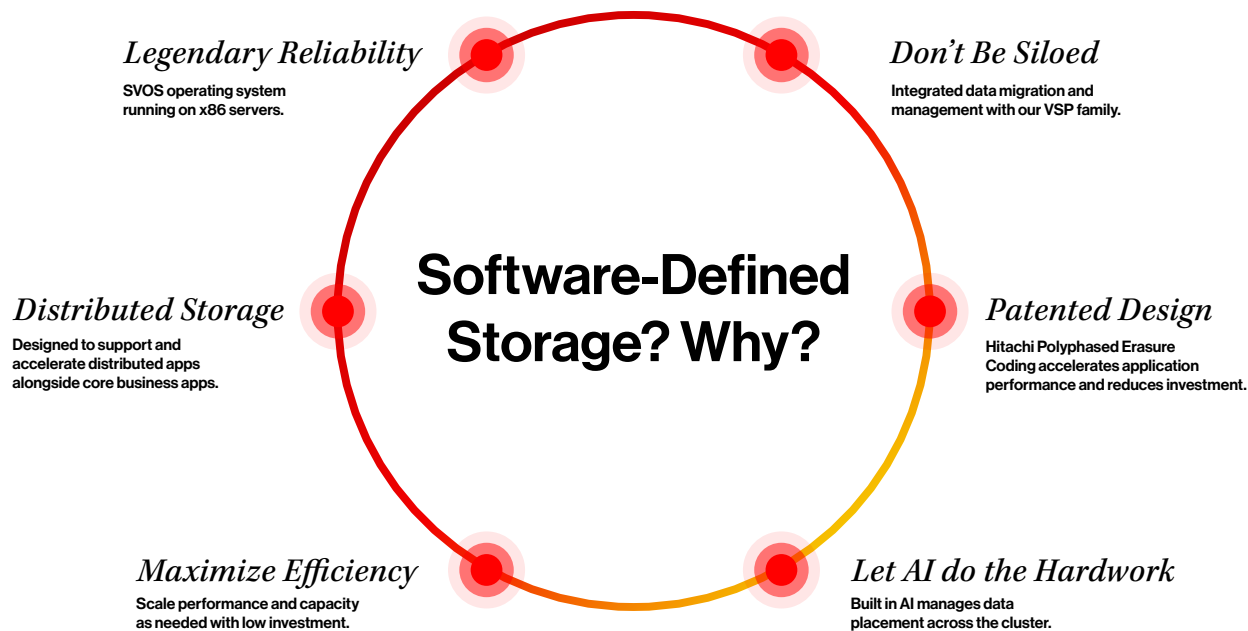 Legendary Reliability
SVOS operating system
running on x86 servers.
Don’t Be Siloed
Integrated data migration and
management with our VSP family.
Software-Defined
Storage? Why?
Distributed Storage
Designed to support and
accelerate distributed apps
alongside core business apps.
Patented Design
Hitachi Polyphased Erasure
Coding accelerates application
performance and reduces investment.
Maximize Efficiency
Scale performance and capacity
as needed with low investment.
Let AI do the Hardwork
Built in AI manages data
placement across the cluster.